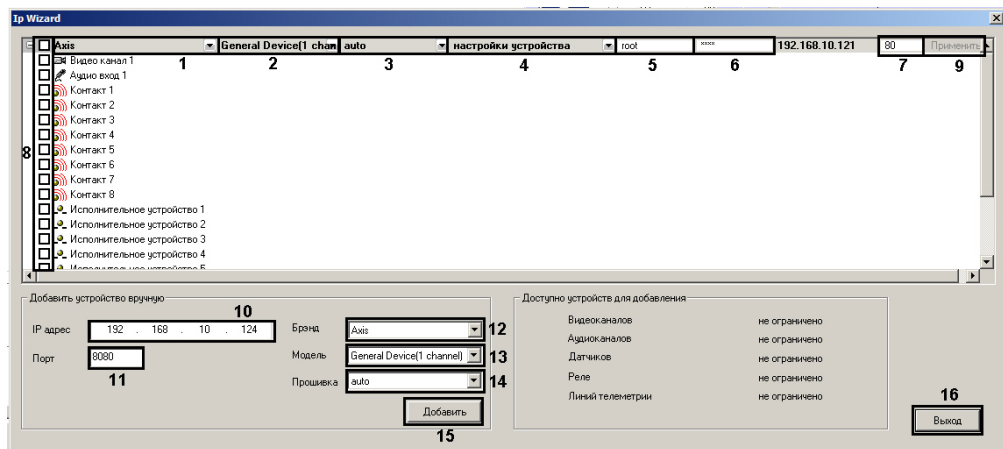 Ip Wizard
Axis General Device(1 chan auto настройки устройства root **** 192.168.10.121 80 Применить
1 2 3 4 5 6 7 9
Видео канал 1
Аудио вход 1
Контакт 1
Контакт 2
Контакт 3
Контакт 4
8 Контакт 5
Контакт 6
Контакт 7
Контакт 8
Исполнительное устройство 1
Исполнительное устройство 2
Исполнительное устройство 3
Исполнительное устройство 4
Исполнительное устройство 5
Добавить устройство вручную
10
IP адрес 192 . 168 . 10 . 124
Порт 8080
11
Брэнд Axis 12
Модель General Device(1 channel) 13
Прошивка auto 14
Добавить
15
Доступно устройств для добавления
Видеоканалов не ограничено
Аудиоканалов не ограничено
Датчиков не ограничено
Реле не ограничено
Линий телеметрии не ограничено
16
Выход